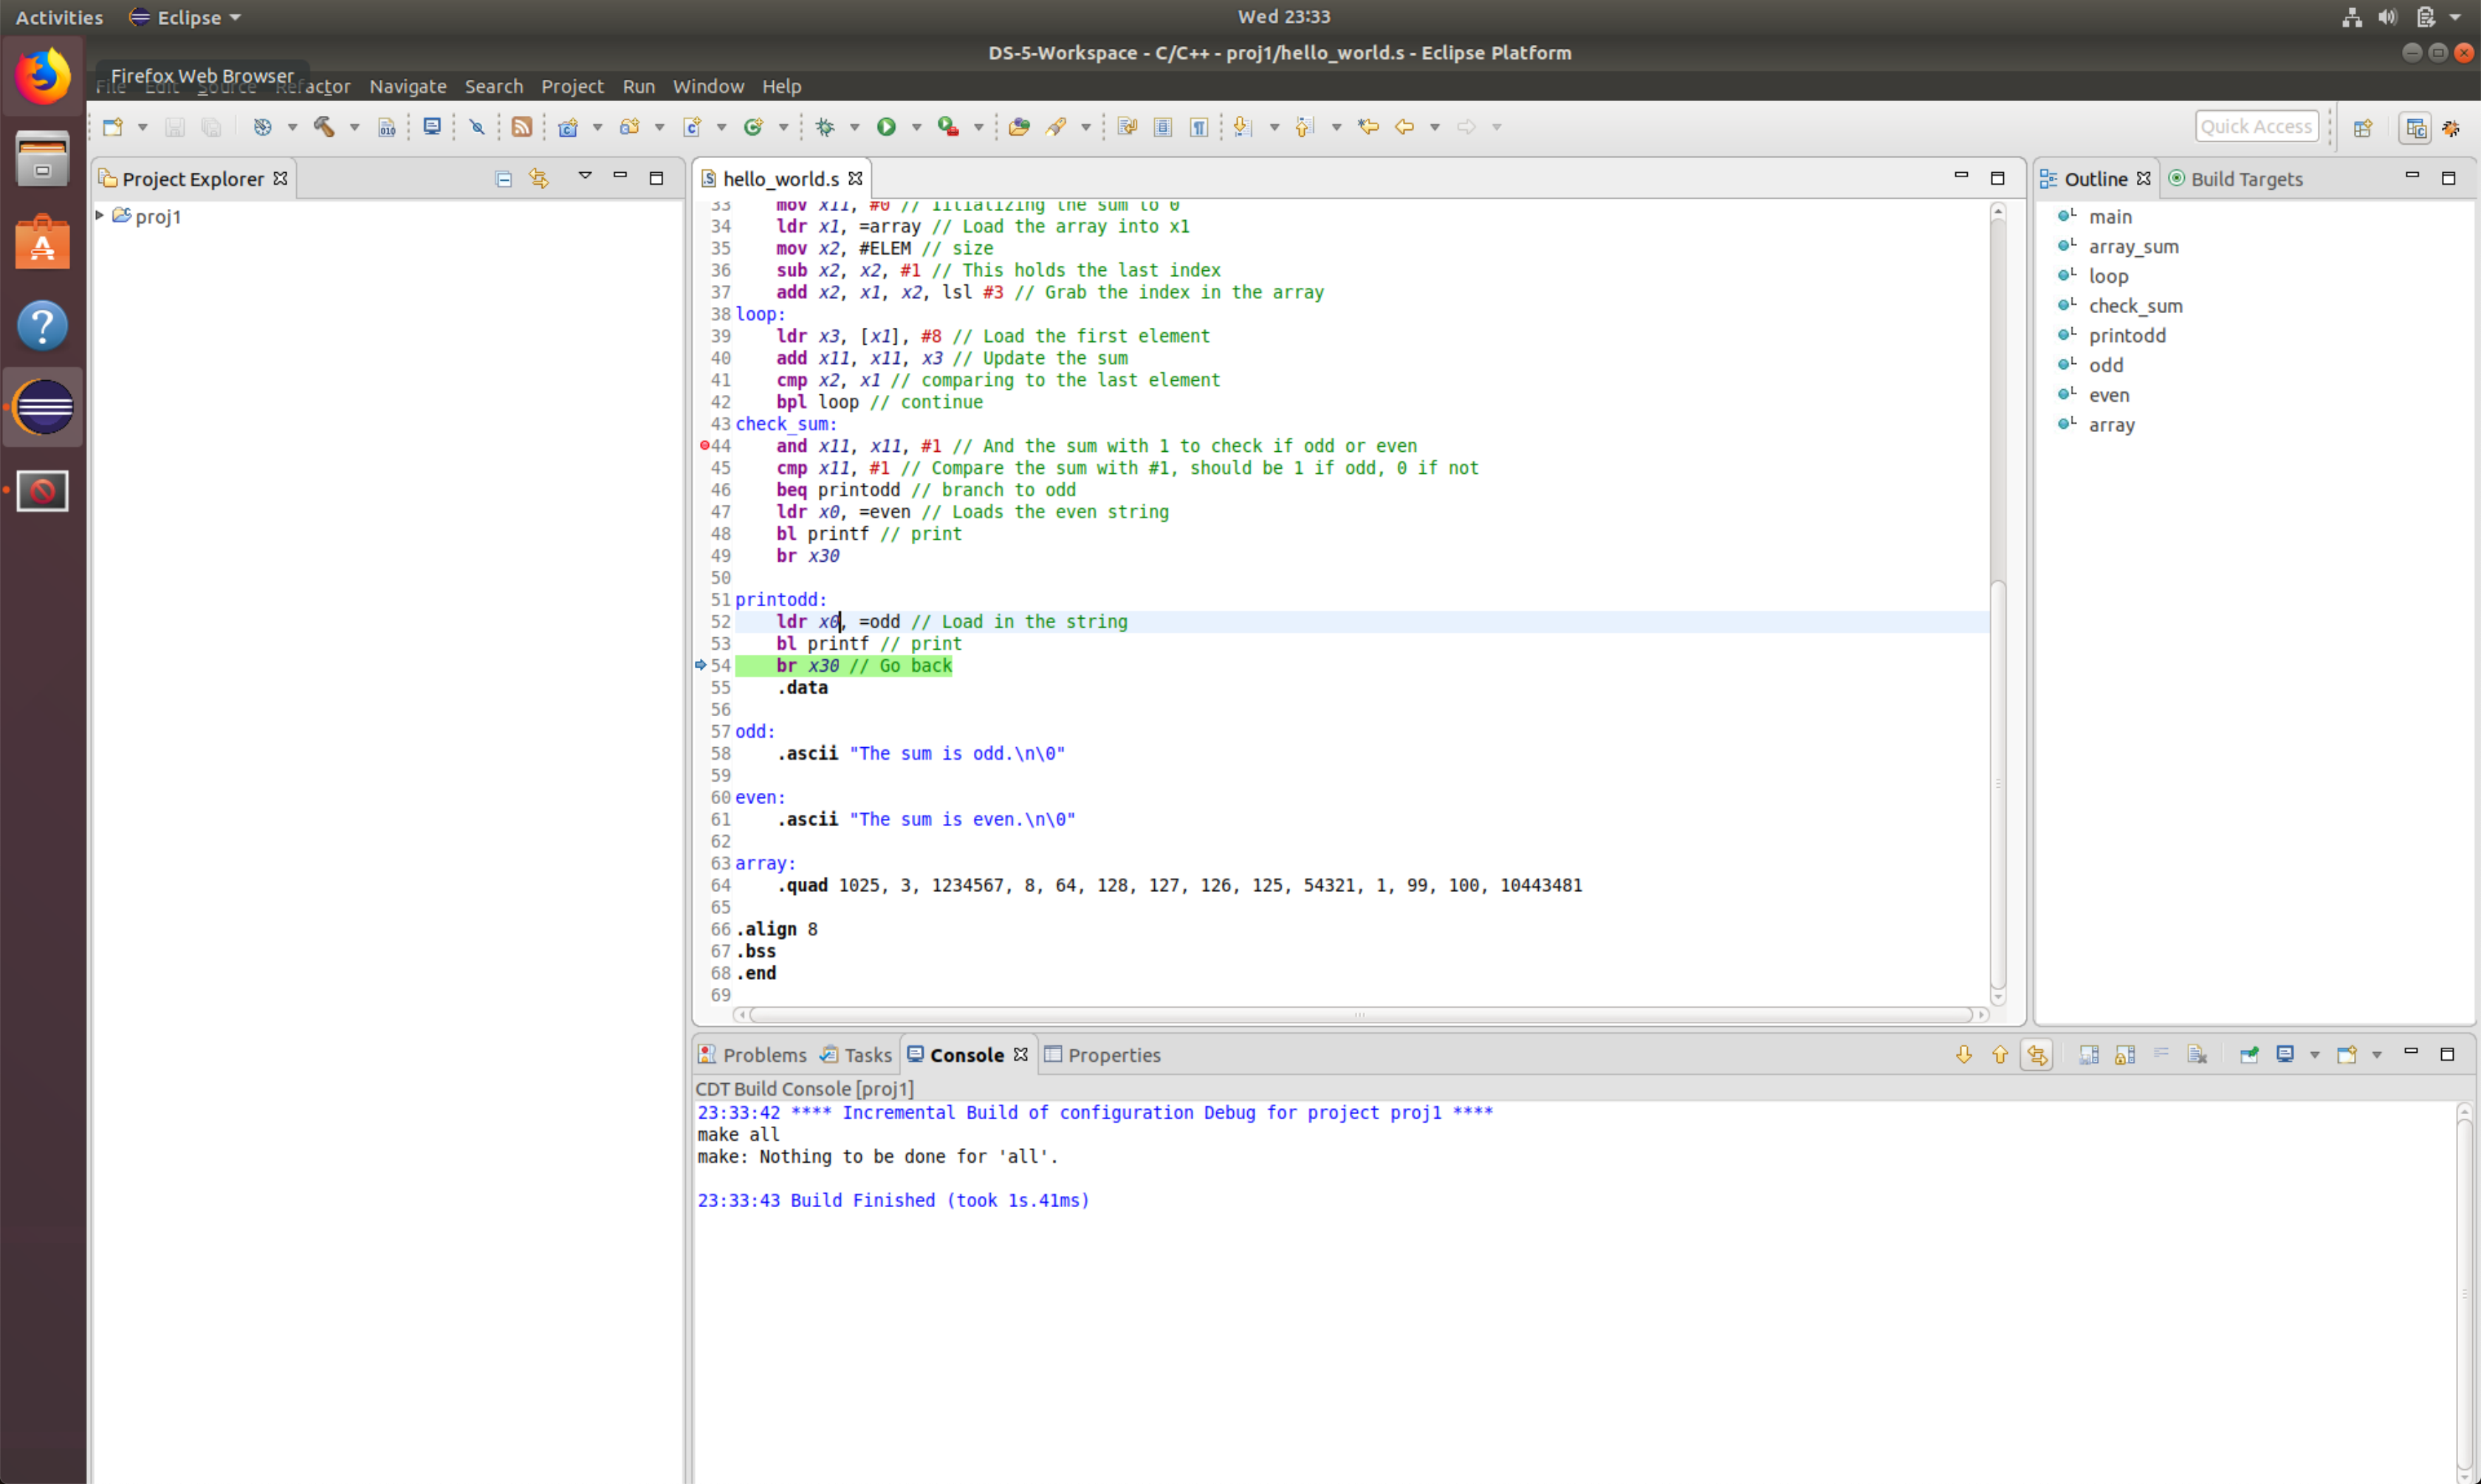 Activities Eclipse Wed 23:33
DS-5-Workspace - C/C++ - proj1/hello_world.s - Eclipse Platform
Firefox Web Browser
File Edit Source Refactor Navigate Search Project Run Window Help
Quick Access
Project Explorer
proj1
hello_world.s
33 mov x11, #0 // iitializing the sum to 0
34 ldr x1, =array // Load the array into x1
35 mov x2, #ELEM // size
36 sub x2, x2, #1 // This holds the last index
37 add x2, x1, x2, lsl #3 // Grab the index in the array
38 loop:
39 ldr x3, [x1], #8 // Load the first element
40 add x11, x11, x3 // Update the sum
41 cmp x2, x1 // comparing to the last element
42 bpl loop // continue
43 check_sum:
44 and x11, x11, #1 // And the sum with 1 to check if odd or even
45 cmp x11, #1 // Compare the sum with #1, should be 1 if odd, 0 if not
46 beq printodd // branch to odd
47 ldr x0, =even // Loads the even string
48 bl printf // print
49 br x30
50
51 printodd:
52 ldr x0, =odd // Load in the string
53 bl printf // print
54 br x30 // Go back
55 .data
56
57 odd:
58 .ascii "The sum is odd.\n\0"
59
60 even:
61 .ascii "The sum is even.\n\0"
62
63 array:
64 .quad 1025, 3, 1234567, 8, 64, 128, 127, 126, 125, 54321, 1, 99, 100, 10443481
65
66 .align 8
67 .bss
68 .end
69
Outline Build Targets
main
array_sum
loop
check_sum
printodd
odd
even
array
Problems Tasks Console Properties
CDT Build Console [proj1]
23:33:42 **** Incremental Build of configuration Debug for project proj1 ****
make all
make: Nothing to be done for 'all'.
23:33:43 Build Finished (took 1s.41ms)